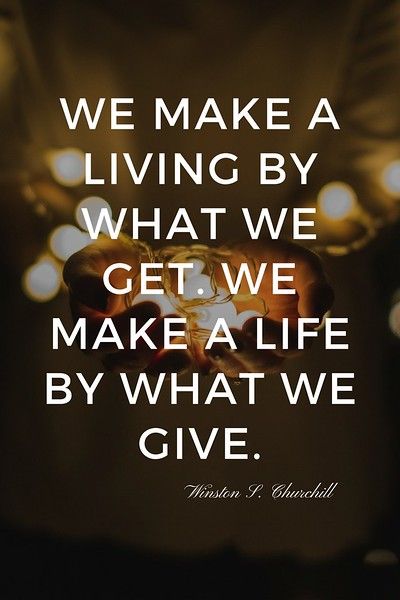 WE MAKE A
LIVING BY
WHAT WE
GET. WE
MAKE A LIFE
BY WHAT WE
GIVE.
Winston S. Churchill